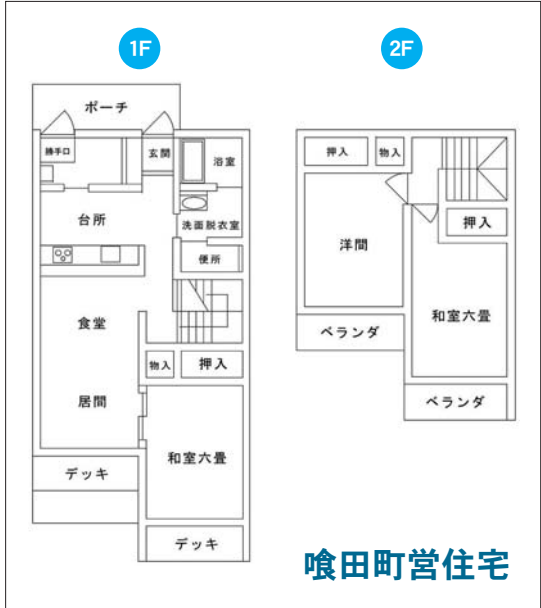 1F
ポーチ
勝手口
玄関
浴室
台所
洗面脱衣室
便所
食堂
物入
押入
居間
和室六畳
デッキ
デッキ
2F
押入
物入
押入
洋間
和室六畳
ベランダ
ベランダ
喰田町営住宅